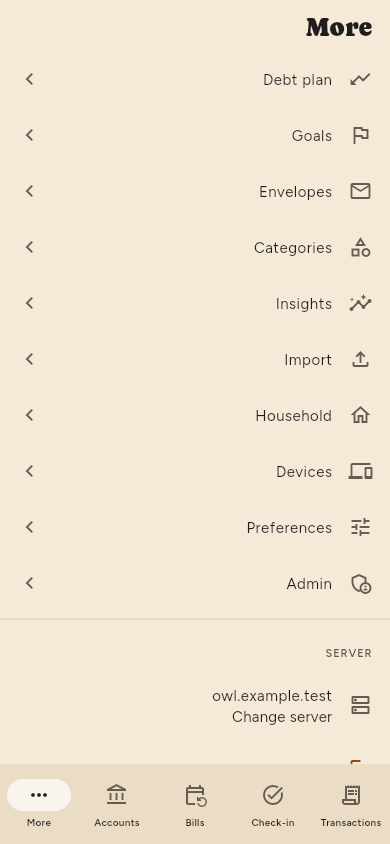 More
Debt plan
Goals
Envelopes
Categories
Insights
Import
Household
Devices
Preferences
Admin
SERVER
owl.example.test
Change server
More
Accounts
Bills
Check-in
Transactions